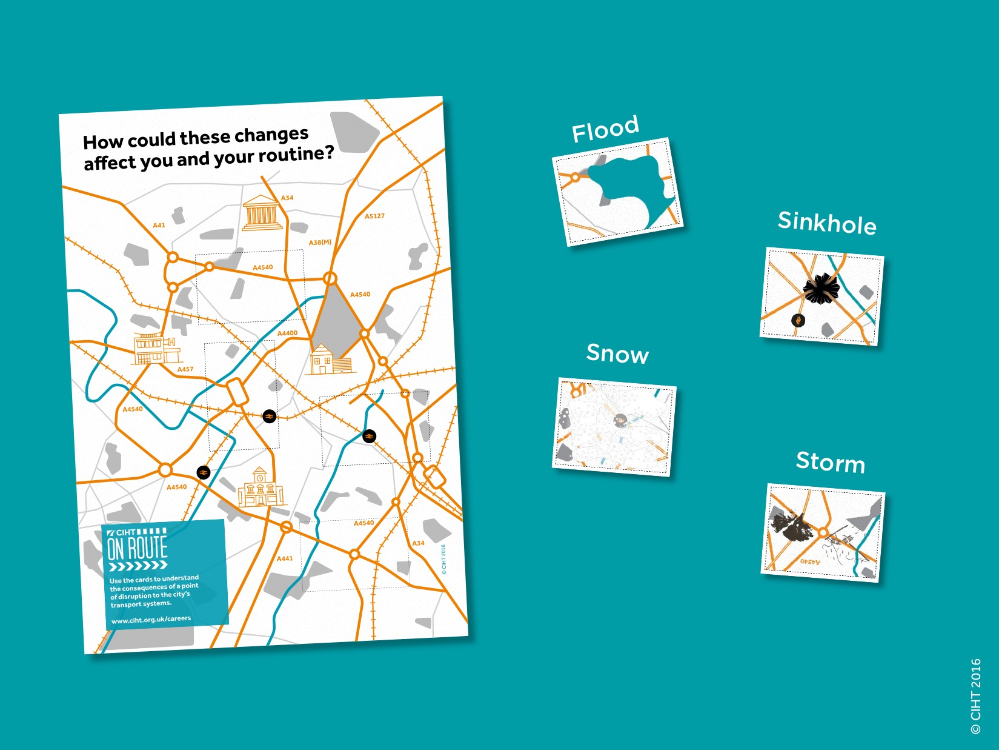 How could these changes
affect you and your routine?
A34
A41
A5127
A38(M)
A4540
A4540
A4400
A457
A4540
A4540
A4540
A34
A441
© CIHT 2016
CIHT
ON ROUTE
Use the cards to understand
the consequences of a point
of disruption to the city's
transport systems.
www.ciht.org.uk/careers
Flood
Sinkhole
Snow
Storm
A4540
© CIHT 2016